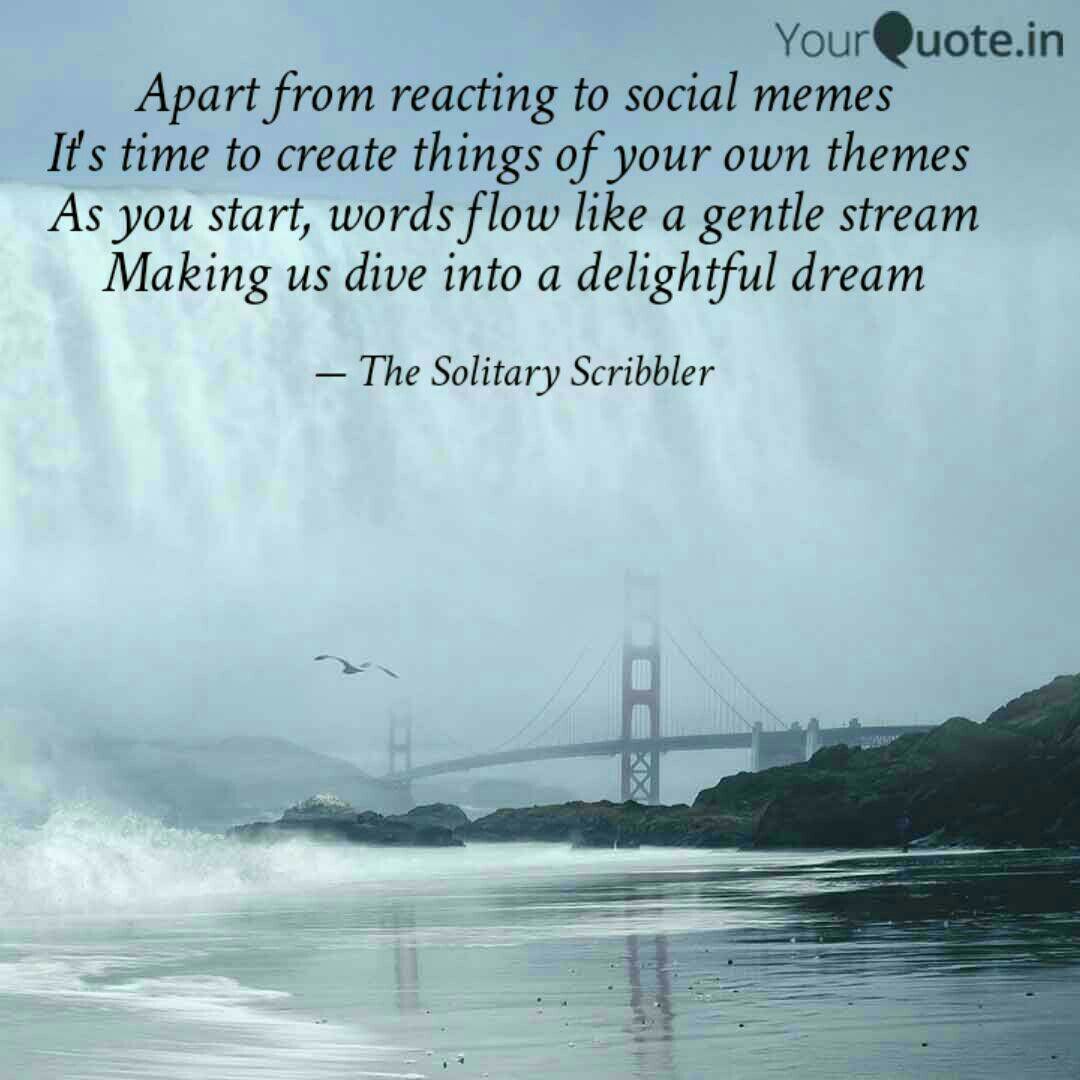 YourQuote.in
Apart from reacting to social memes
It's time to create things of your own themes
As you start, words flow like a gentle stream
Making us dive into a delightful dream
— The Solitary Scribbler